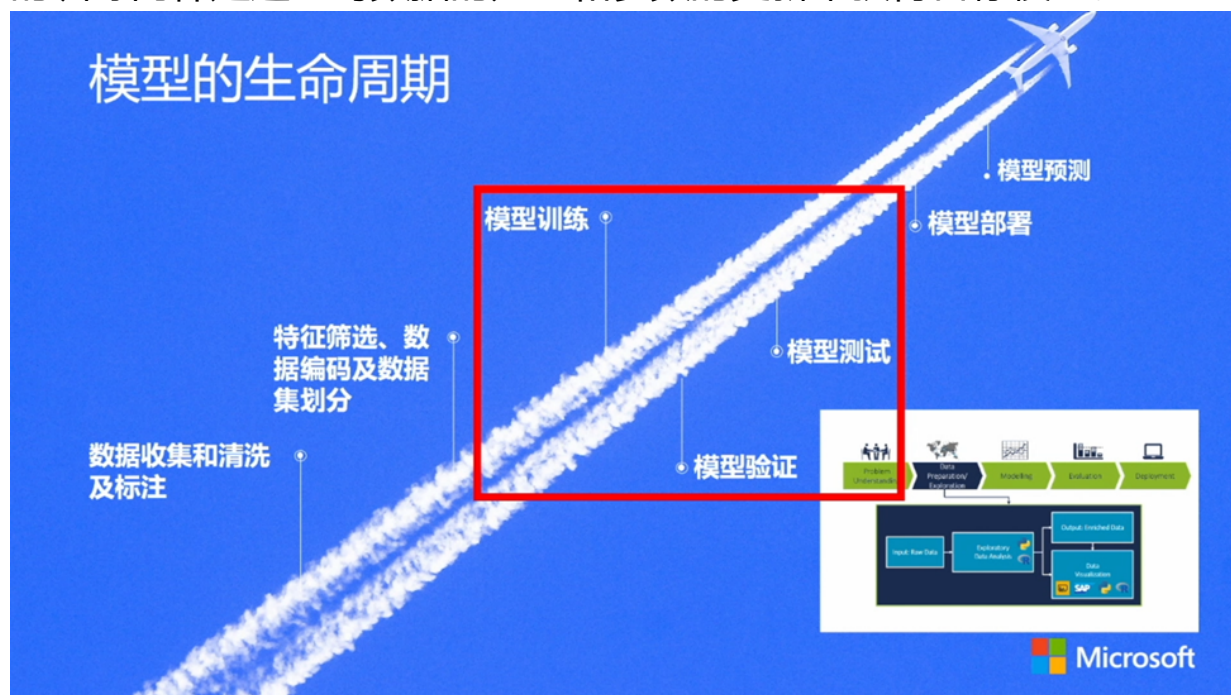 模型的生命周期
模型预测
模型训练
模型部署
特征筛选、数
据编码及数据
集划分
模型测试
数据收集和清洗
及标注
模型验证
Problem
Understanding
Data
Preparation/
Exploration
Modelling
Evaluation
Deployment
Input: Raw Data
Exploratory
Data Analysis
Output: Enriched Data
Data
Visualization
SAP
Microsoft